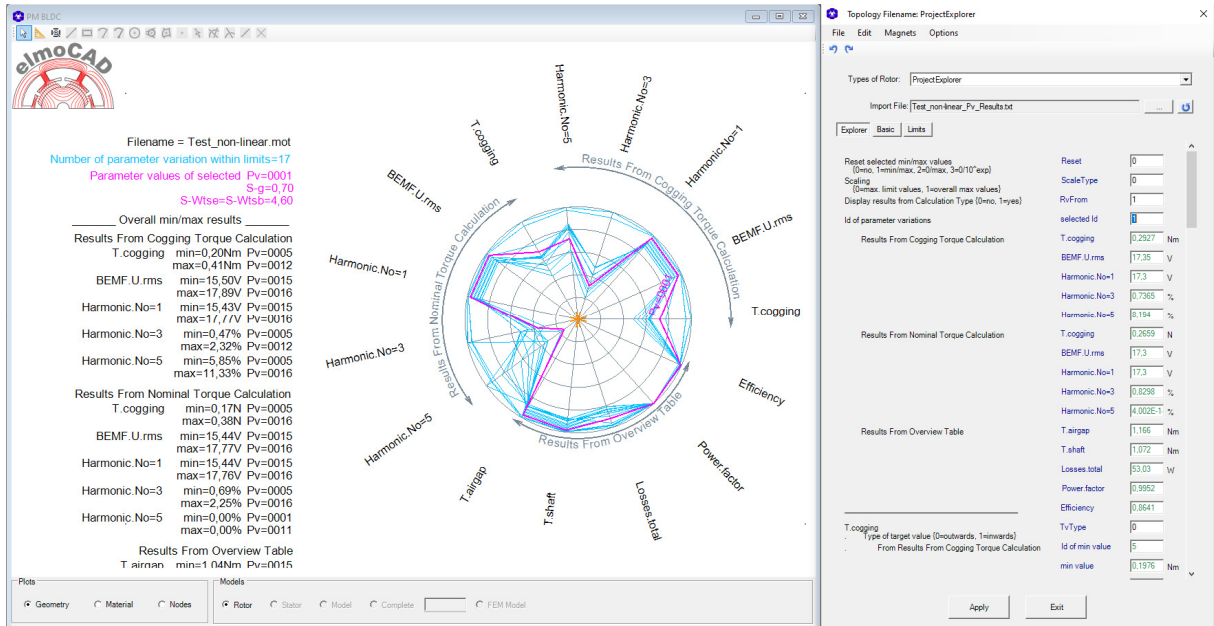 PM BLDC
elmoCAD
Filename = Test_non-linear.mot
Number of parameter variation within limits=17
Parameter values of selected Pv=0001
S-g=0,70
S-Wtse=S-Wtsb=4,60
Overall min/max results
Results From Cogging Torque Calculation
T.cogging min=0,20Nm Pv=0005
max=0,41Nm Pv=0012
BEMF.U.rms min=15,50V Pv=0015
max=17,89V Pv=0016
Harmonic.No=1 min=15,43V Pv=0015
max=17,77V Pv=0016
Harmonic.No=3 min=0,47% Pv=0005
max=2,32% Pv=0012
Harmonic.No=5 min=5,85% Pv=0005
max=11,33% Pv=0016
Results From Nominal Torque Calculation
T.cogging min=0,17N Pv=0005
max=0,38N Pv=0016
BEMF.U.rms min=15,44V Pv=0015
max=17,77V Pv=0016
Harmonic.No=1 min=15,44V Pv=0015
max=17,76V Pv=0016
Harmonic.No=3 min=0,69% Pv=0005
max=2,25% Pv=0016
Harmonic.No=5 min=0,00% Pv=0001
max=0,00% Pv=0011
Results From Overview Table
T.airgap min=1,04Nm Pv=0015
Harmonic.No=5
Harmonic.No=3
Harmonic.No=1
BEMF.U.rms
T.cogging
Efficiency
Power.factor
Losses.total
T.shaft
T.airgap
Harmonic.No=5
Harmonic.No=3
Harmonic.No=1
BEMF.U.rms
T.cogging
Results From Cogging Torque Calculation
Results From Nominal Torque Calculation
Results From Overview Table
Pv=0001
Plots
Geometry Material Nodes
Models
Rotor Stator Model Complete FEM Model
Topology Filename: ProjectExplorer
File Edit Magnets Options
Types of Rotor: ProjectExplorer
Import File: Test_non-linear_Pv_Results.txt ...
Explorer Basic Limits
Reset selected min/max values Reset 0
{0=no, 1=min/max, 2=0/max, 3=0/10^exp}
Scaling ScaleType 0
{0=max. limit values, 1=overall max values}
Display results from Calculation Type {0=no, 1=yes} RvFrom 1
Id of parameter variations selected Id 1
Results From Cogging Torque Calculation T.cogging 0,2927 Nm
BEMF.U.rms 17,35 V
Harmonic.No=1 17,3 V
Harmonic.No=3 0,7365 %
Harmonic.No=5 8,194 %
Results From Nominal Torque Calculation T.cogging 0,2659 N
BEMF.U.rms 17,3 V
Harmonic.No=1 17,3 V
Harmonic.No=3 0,8298 %
Harmonic.No=5 4,002E-1 %
Results From Overview Table T.airgap 1,166 Nm
T.shaft 1,072 Nm
Losses.total 53,03 W
Power.factor 0,9952
Efficiency 0,8641
T.cogging TvType 0
. Type of target value {0=outwards, 1=inwards}
. From Results From Cogging Torque Calculation Id of min value 5
min value 0,1976 Nm
Apply Exit